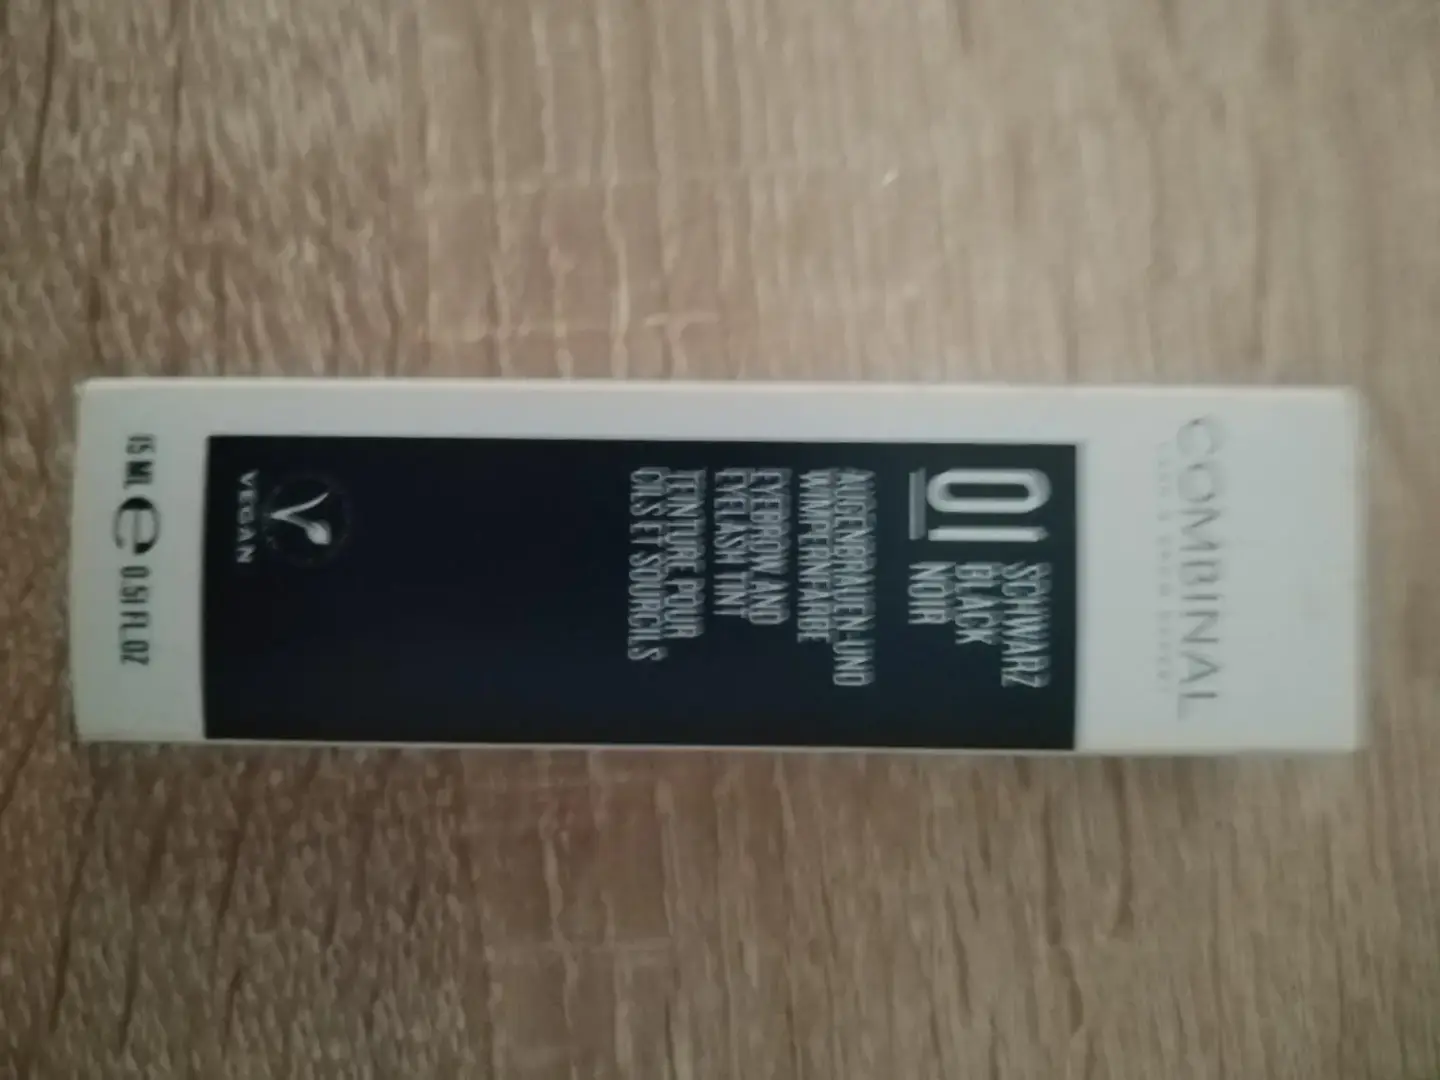 COMBINAL
01
SCHWARZ
BLACK
NOIR
AUGENBRAUEN-UND
WIMPERNFARBE
EYEBROW AND
EYELASH TINT
TEINTURE POUR
CILS ET SOURCILS
VEGAN
15 ML e 0.51 FL OZ